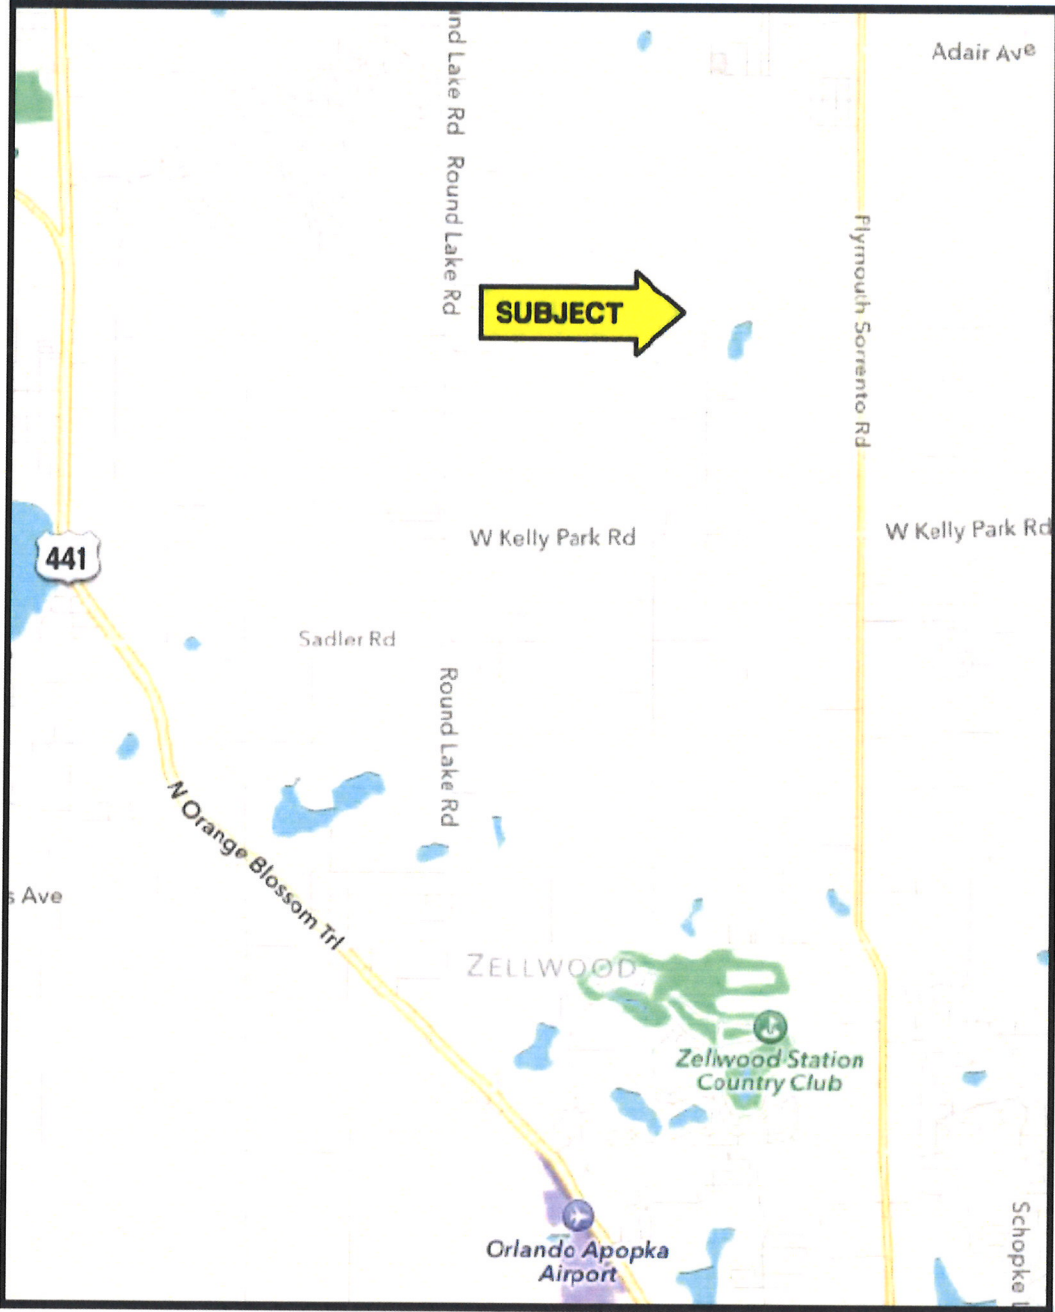 Adair Ave
nd Lake Rd
Round Lake Rd
Plymouth Sorrento Rd
SUBJECT
W Kelly Park Rd
W Kelly Park Rd
441
Sadler Rd
Round Lake Rd
N Orange Blossom Trl
s Ave
ZELLWOOD
Zellwood Station
Country Club
Schopke
Orlando Apopka
Airport